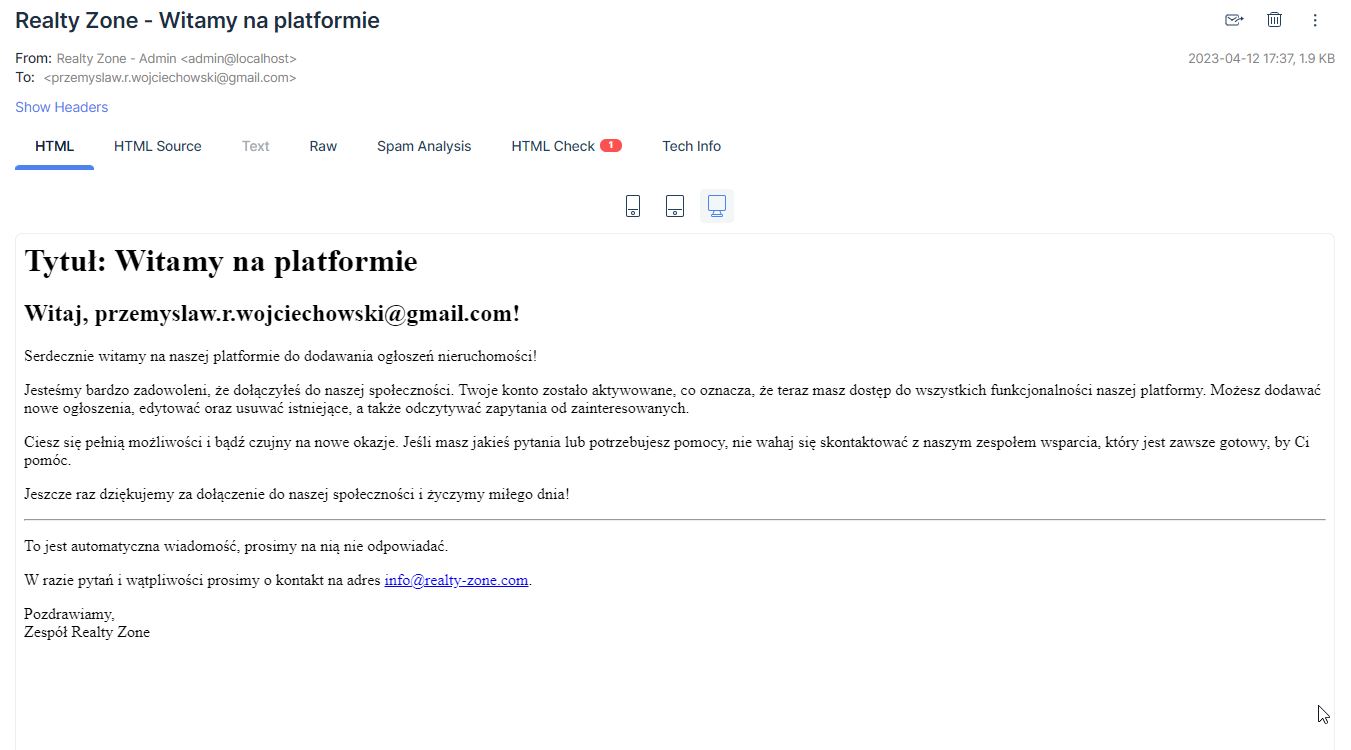 Realty Zone - Witamy na platformie
From: Realty Zone - Admin <admin@localhost>
2023-04-12 17:37, 1.9 KB
To: <przemyslaw.r.wojciechowski@gmail.com>
Show Headers
HTML HTML Source Text Raw Spam Analysis HTML Check 1 Tech Info
Tytuł: Witamy na platformie
Witaj, przemyslaw.r.wojciechowski@gmail.com!
Serdecznie witamy na naszej platformie do dodawania ogłoszeń nieruchomości!
Jesteśmy bardzo zadowoleni, że dołączyłeś do naszej społeczności. Twoje konto zostało aktywowane, co oznacza, że teraz masz dostęp do wszystkich funkcjonalności naszej platformy. Możesz dodawać
nowe ogłoszenia, edytować oraz usuwać istniejące, a także odczytywać zapytania od zainteresowanych.
Ciesz się pełnią możliwości i bądź czujny na nowe okazje. Jeśli masz jakieś pytania lub potrzebujesz pomocy, nie wahaj się skontaktować z naszym zespołem wsparcia, który jest zawsze gotowy, by Ci
pomóc.
Jeszcze raz dziękujemy za dołączenie do naszej społeczności i życzymy miłego dnia!
To jest automatyczna wiadomość, prosimy na nią nie odpowiadać.
W razie pytań i wątpliwości prosimy o kontakt na adres info@realty-zone.com.
Pozdrawiamy,
Zespół Realty Zone